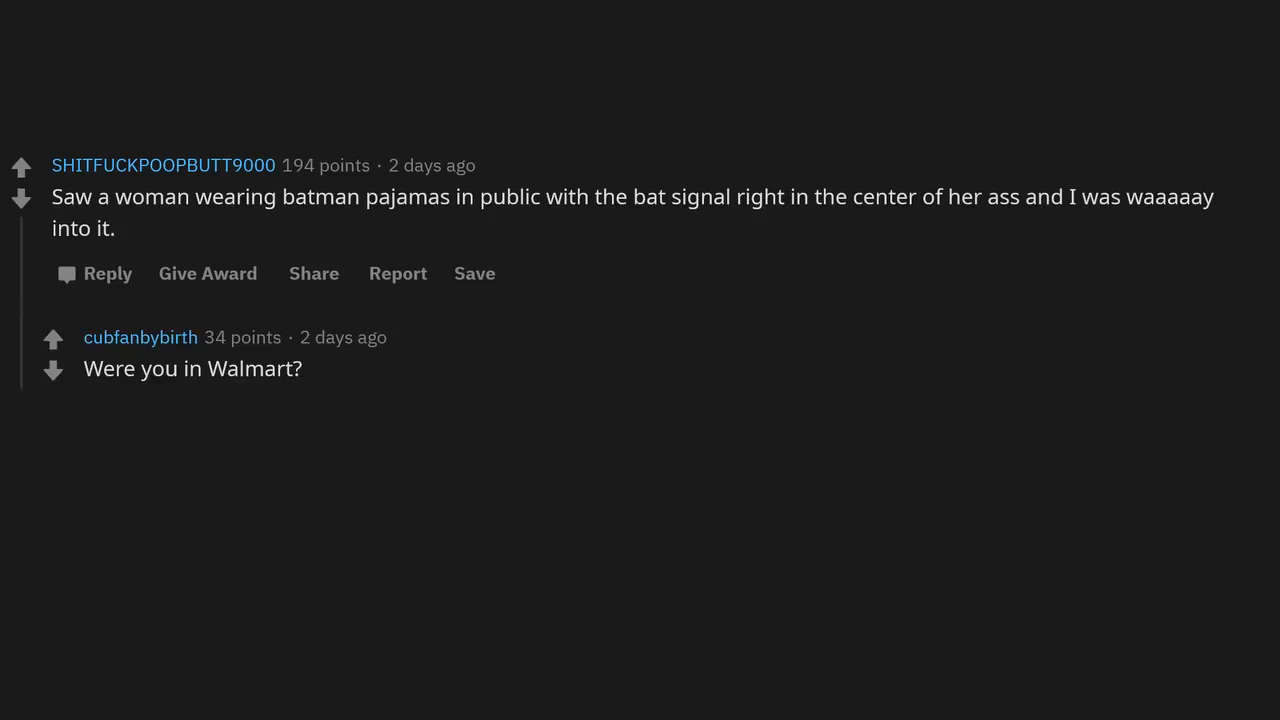 SHITFUCKPOOPBUTT9000 194 points · 2 days ago
Saw a woman wearing batman pajamas in public with the bat signal right in the center of her ass and I was waaaaay
into it.
Reply Give Award Share Report Save
cubfanbybirth 34 points · 2 days ago
Were you in Walmart?